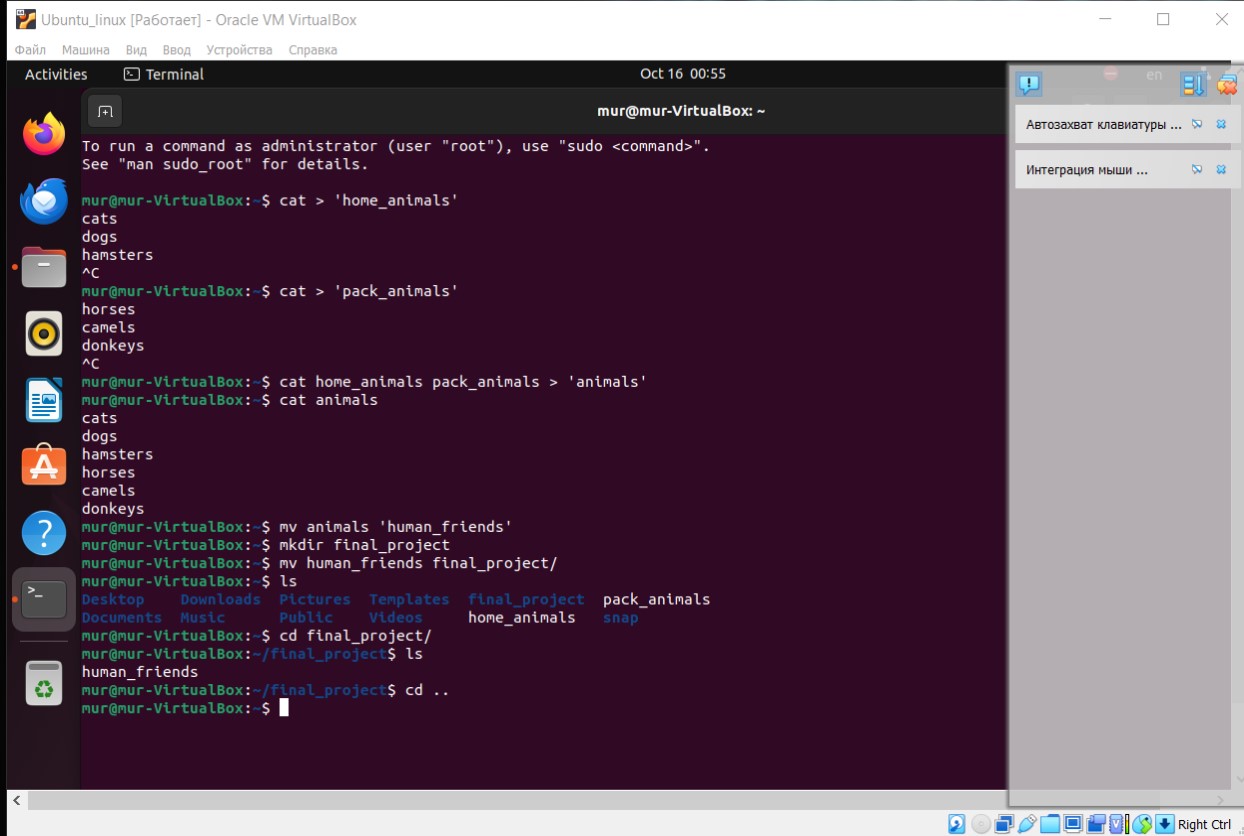 Ubuntu_linux [Работает] - Oracle VM VirtualBox
Файл Машина Вид Ввод Устройства Справка
Activities Terminal Oct 16 00:55 en
mur@mur-VirtualBox: ~
Автозахват клавиатуры ...
Интеграция мыши ...
To run a command as administrator (user "root"), use "sudo <command>".
See "man sudo_root" for details.
mur@mur-VirtualBox:~$ cat > 'home_animals'
cats
dogs
hamsters
^C
mur@mur-VirtualBox:~$ cat > 'pack_animals'
horses
camels
donkeys
^C
mur@mur-VirtualBox:~$ cat home_animals pack_animals > 'animals'
mur@mur-VirtualBox:~$ cat animals
cats
dogs
hamsters
horses
camels
donkeys
mur@mur-VirtualBox:~$ mv animals 'human_friends'
mur@mur-VirtualBox:~$ mkdir final_project
mur@mur-VirtualBox:~$ mv human_friends final_project/
mur@mur-VirtualBox:~$ ls
Desktop Downloads Pictures Templates final_project pack_animals
Documents Music Public Videos home_animals snap
mur@mur-VirtualBox:~$ cd final_project/
mur@mur-VirtualBox:~/final_project$ ls
human_friends
mur@mur-VirtualBox:~/final_project$ cd ..
mur@mur-VirtualBox:~$
Right Ctrl